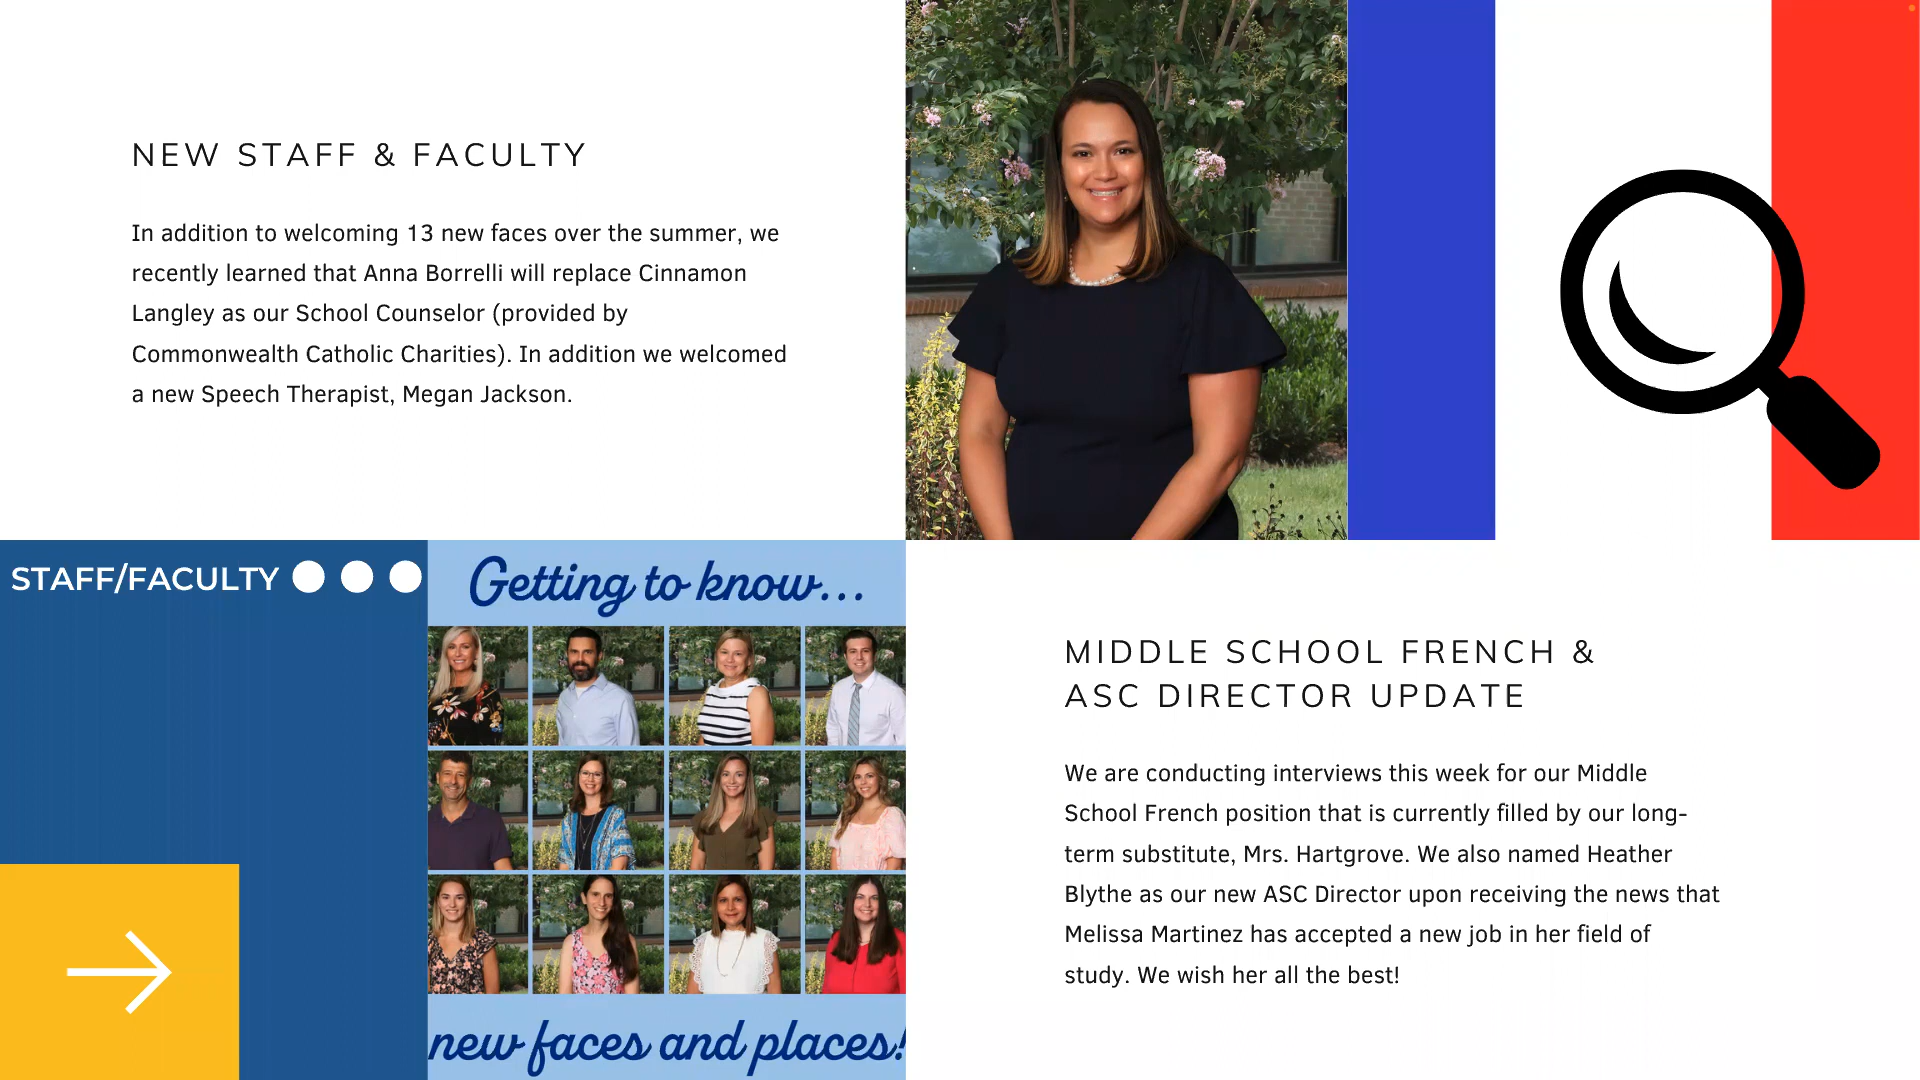 NEW STAFF & FACULTY
In addition to welcoming 13 new faces over the summer, we
recently learned that Anna Borrelli will replace Cinnamon
Langley as our School Counselor (provided by
Commonwealth Catholic Charities). In addition we welcomed
a new Speech Therapist, Megan Jackson.
STAFF/FACULTY
Getting to know...
new faces and places!
MIDDLE SCHOOL FRENCH &
ASC DIRECTOR UPDATE
We are conducting interviews this week for our Middle
School French position that is currently filled by our long-
term substitute, Mrs. Hartgrove. We also named Heather
Blythe as our new ASC Director upon receiving the news that
Melissa Martinez has accepted a new job in her field of
study. We wish her all the best!